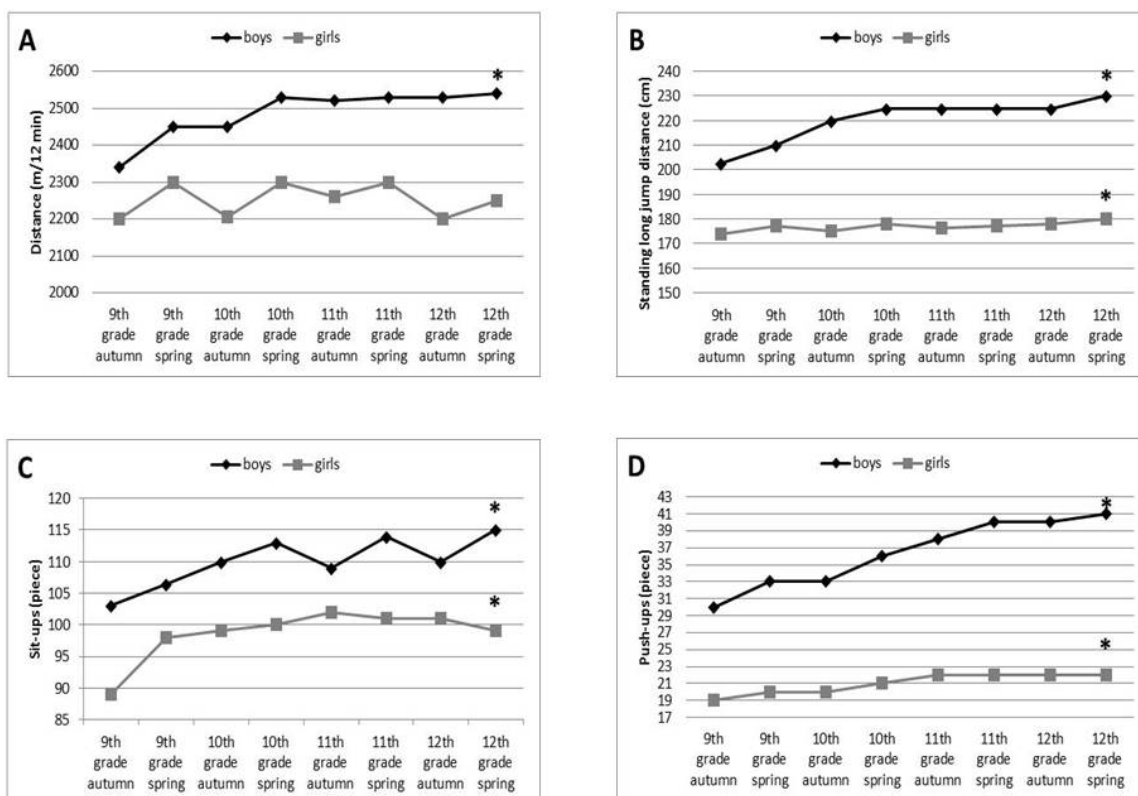 A
boys girls
*
2600
2500
2400
2300
2200
2100
2000
Distance (m/12 min)
9th 9th 10th 10th 11th 11th 12th 12th
grade grade grade grade grade grade grade grade
autumn spring autumn spring autumn spring autumn spring
B
boys girls
*
*
240
230
220
210
200
190
180
170
160
150
Standing long jump distance (cm)
9th 9th 10th 10th 11th 11th 12th 12th
grade grade grade grade grade grade grade grade
autumn spring autumn spring autumn spring autumn spring
C
boys girls
*
*
120
115
110
105
100
95
90
85
Sit-ups (piece)
9th 9th 10th 10th 11th 11th 12th 12th
grade grade grade grade grade grade grade grade
autumn spring autumn spring autumn spring autumn spring
D
boys girls
*
*
43
41
39
37
35
33
31
29
27
25
23
21
19
17
Push-ups (piece)
9th 9th 10th 10th 11th 11th 12th 12th
grade grade grade grade grade grade grade grade
autumn spring autumn spring autumn spring autumn spring